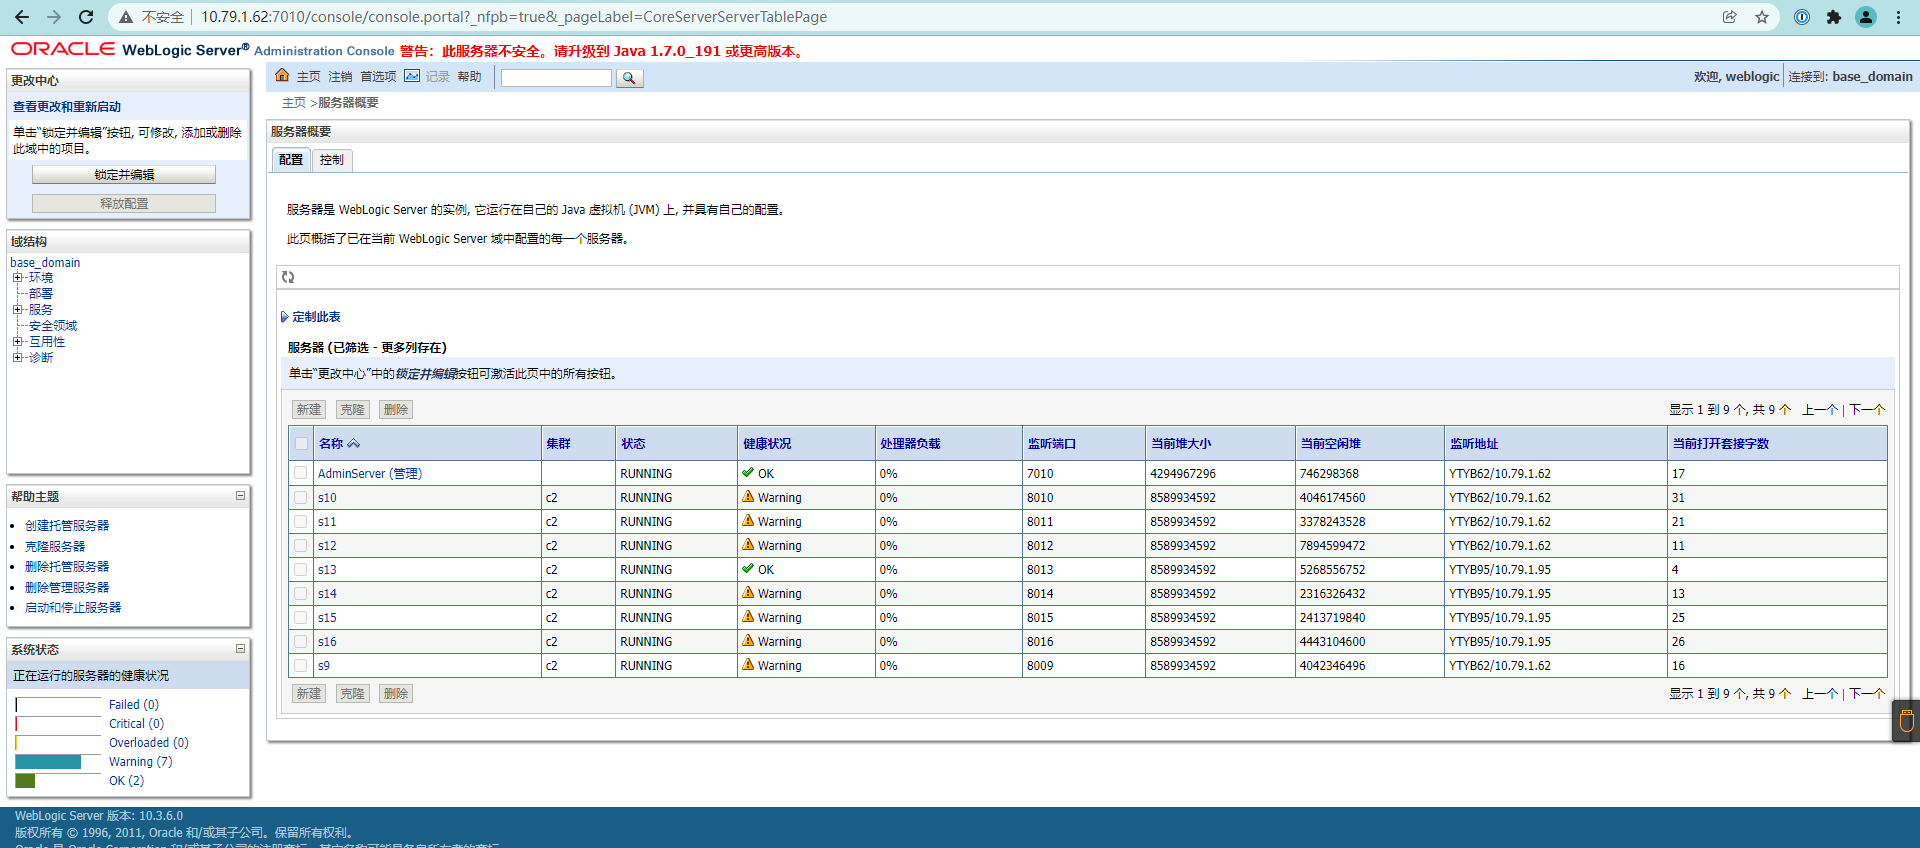 不安全 | 10.79.1.62:7010/console/console.portal?_nfpb=true&_pageLabel=CoreServerServerTablePage
ORACLE WebLogic Server® Administration Console 警告：此服务器不安全。请升级到 Java 1.7.0_191 或更高版本。
更改中心
查看更改和重新启动
单击“锁定并编辑”按钮, 可修改, 添加或删除
此域中的项目。
锁定并编辑
释放配置
域结构
base_domain
环境
部署
服务
安全领域
互用性
诊断
帮助主题
创建托管服务器
克隆服务器
删除托管服务器
删除管理服务器
启动和停止服务器
系统状态
正在运行的服务器的健康状况
Failed (0)
Critical (0)
Overloaded (0)
Warning (7)
OK (2)
主页 注销 首选项 记录 帮助
欢迎, weblogic 连接到: base_domain
主页 >服务器概要
服务器概要
配置 控制
服务器是 WebLogic Server 的实例, 它运行在自己的 Java 虚拟机 (JVM) 上, 并具有自己的配置。
此页概括了已在当前 WebLogic Server 域中配置的每一个服务器。
定制此表
服务器 (已筛选 - 更多列存在)
单击“更改中心”中的锁定并编辑按钮可激活此页中的所有按钮。
新建 克隆 删除 显示 1 到 9 个, 共 9 个 上一个 | 下一个
名称 集群 状态 健康状况 处理器负载 监听端口 当前堆大小 当前空闲堆 监听地址 当前打开套接字数
AdminServer (管理) RUNNING OK 0% 7010 4294967296 746298368 YTYB62/10.79.1.62 17
s10 c2 RUNNING Warning 0% 8010 8589934592 4046174560 YTYB62/10.79.1.62 31
s11 c2 RUNNING Warning 0% 8011 8589934592 3378243528 YTYB62/10.79.1.62 21
s12 c2 RUNNING Warning 0% 8012 8589934592 7894599472 YTYB62/10.79.1.62 11
s13 c2 RUNNING OK 0% 8013 8589934592 5268556752 YTYB95/10.79.1.95 4
s14 c2 RUNNING Warning 0% 8014 8589934592 2316326432 YTYB95/10.79.1.95 13
s15 c2 RUNNING Warning 0% 8015 8589934592 2413719840 YTYB95/10.79.1.95 25
s16 c2 RUNNING Warning 0% 8016 8589934592 4443104600 YTYB95/10.79.1.95 26
s9 c2 RUNNING Warning 0% 8009 8589934592 4042346496 YTYB62/10.79.1.62 16
新建 克隆 删除 显示 1 到 9 个, 共 9 个 上一个 | 下一个
WebLogic Server 版本: 10.3.6.0
版权所有 © 1996, 2011, Oracle 和/或其子公司。保留所有权利。